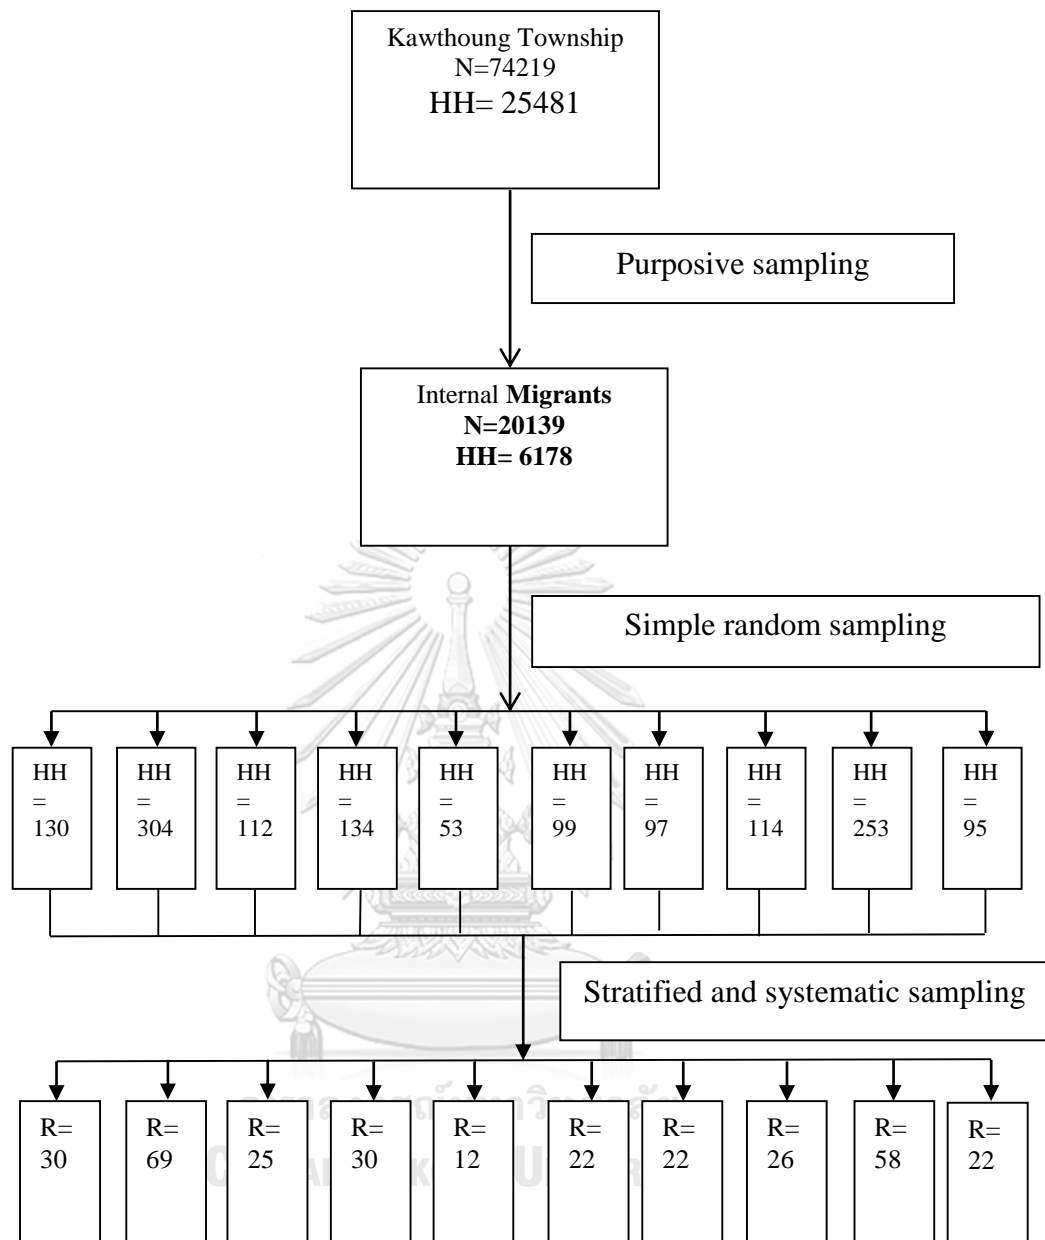 Kawthoung Township
N=74219
HH= 25481
Purposive sampling
Internal Migrants
N=20139
HH= 6178
Simple random sampling
HH
=
130
HH
=
304
HH
=
112
HH
=
134
HH
=
53
HH
=
99
HH
=
97
HH
=
114
HH
=
253
HH
=
95
Stratified and systematic sampling
R=
30
R=
69
R=
25
R=
30
R=
12
R=
22
R=
22
R=
26
R=
58
R=
22